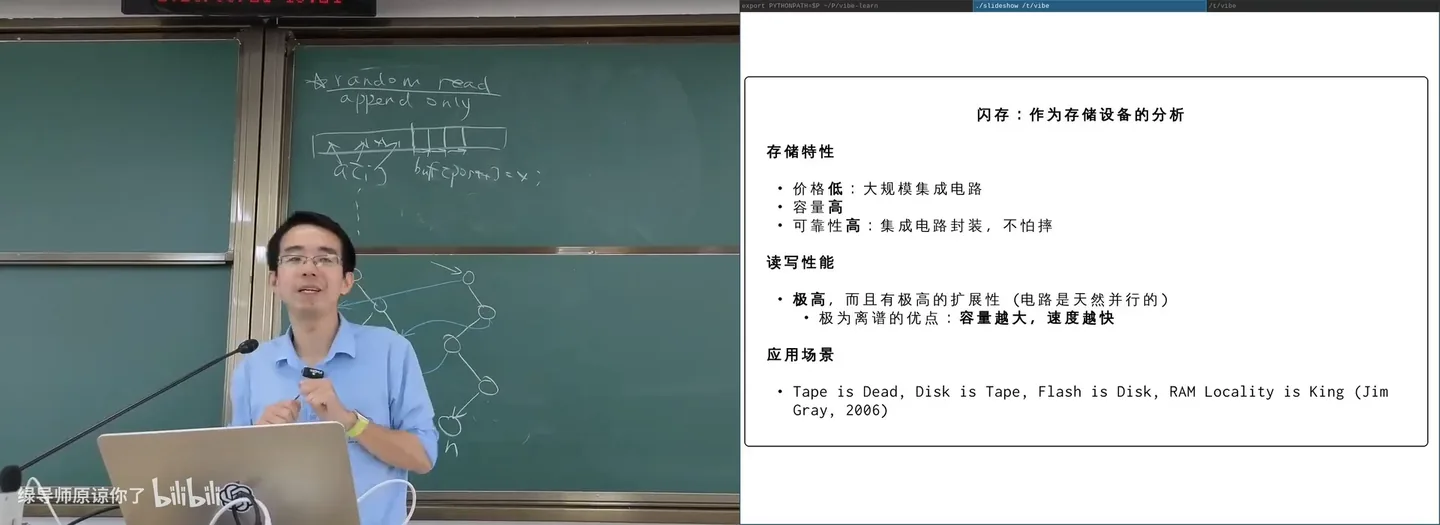 random read
append only
a[i]
n
绿导师原谅你了 bilibili
export PYTHONPATH=$P ~/P/vibe-learn
./slideshow /t/vibe
/t/vibe
闪存：作为存储设备的分析
存储特性
• 价格低：大规模集成电路
• 容量高
• 可靠性高：集成电路封装，不怕摔
读写性能
• 极高，而且有极高的扩展性 (电路是天然并行的)
• 极为离谱的优点：容量越大，速度越快
应用场景
• Tape is Dead, Disk is Tape, Flash is Disk, RAM Locality is King (Jim
Gray, 2006)